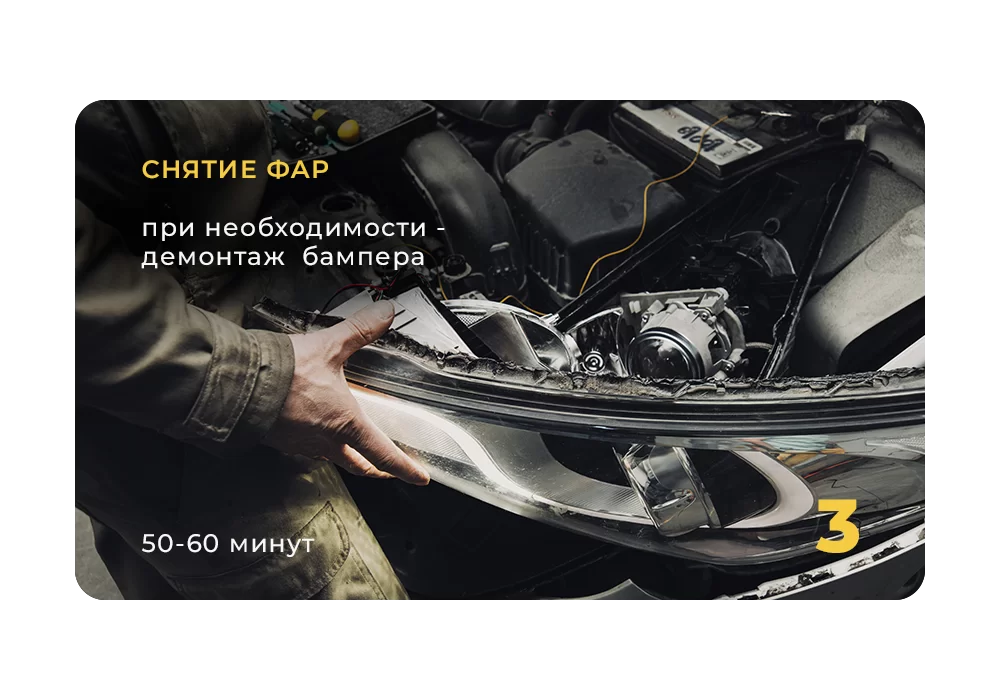 СНЯТИЕ ФАР
при необходимости -
демонтаж бампера
50-60 минут
3